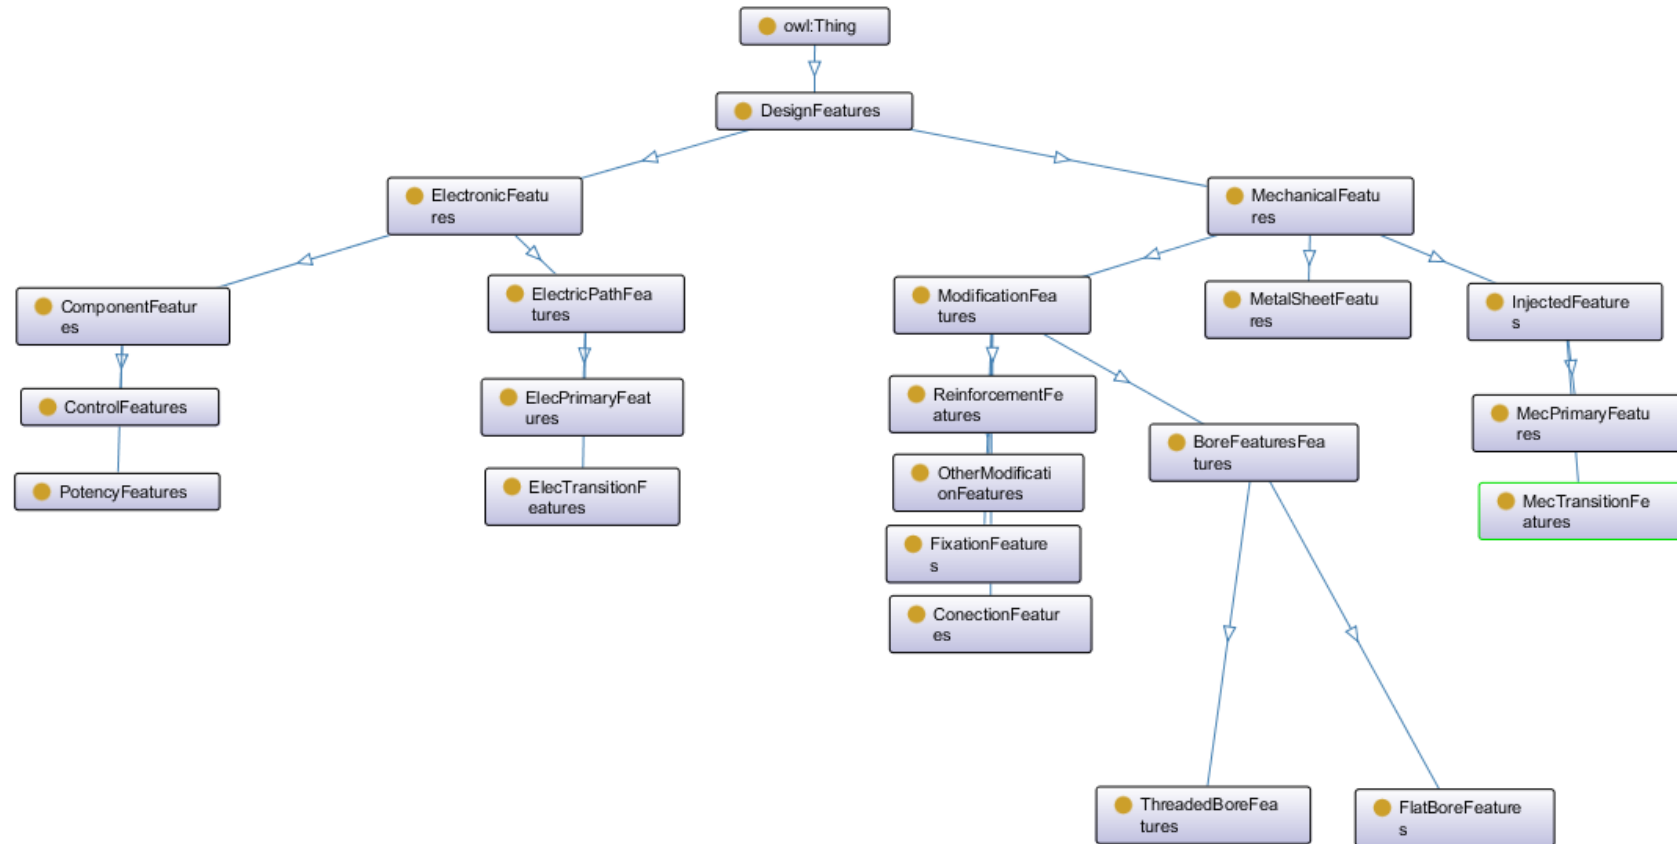 owl:Thing
DesignFeatures
ElectronicFeatu
res
MechanicalFeatu
res
ComponentFeatur
es
ElectricPathFea
tures
ModificationFea
tures
MetalSheetFeatu
res
InjectedFeature
s
ControlFeatures
ElecPrimaryFeat
ures
ReinforcementFe
atures
MecPrimaryFeatu
res
BoreFeaturesFea
tures
PotencyFeatures
ElecTransitionF
eatures
OtherModificati
onFeatures
MecTransitionFe
atures
FixationFeature
s
ConectionFeatur
es
ThreadedBoreFea
tures
FlatBoreFeature
s